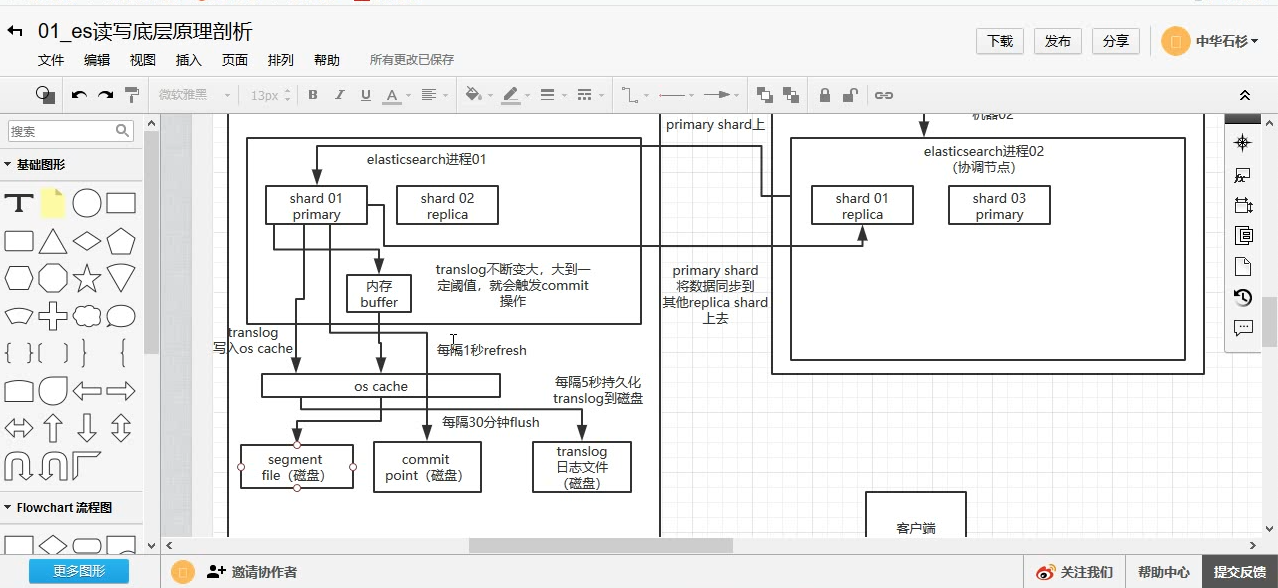 01_es读写底层原理剖析
文件 编辑 视图 插入 页面 排列 帮助 所有更改已保存
下载 发布 分享 中华石杉
微软雅黑 13px B I U A
搜索
基础图形
Flowchart 流程图
更多图形
primary shard上
机器02
elasticsearch进程01
shard 01
primary
shard 02
replica
elasticsearch进程02
(协调节点)
shard 01
replica
shard 03
primary
内存
buffer
translog不断变大，大到一
定阈值，就会触发commit
操作
primary shard
将数据同步到
其他replica shard
上去
translog
写入os cache
每隔1秒refresh
os cache
每隔5秒持久化
translog到磁盘
每隔30分钟flush
segment
file（磁盘）
commit
point（磁盘）
translog
日志文件
（磁盘）
客户端
邀请协作者
关注我们 帮助中心 提交反馈